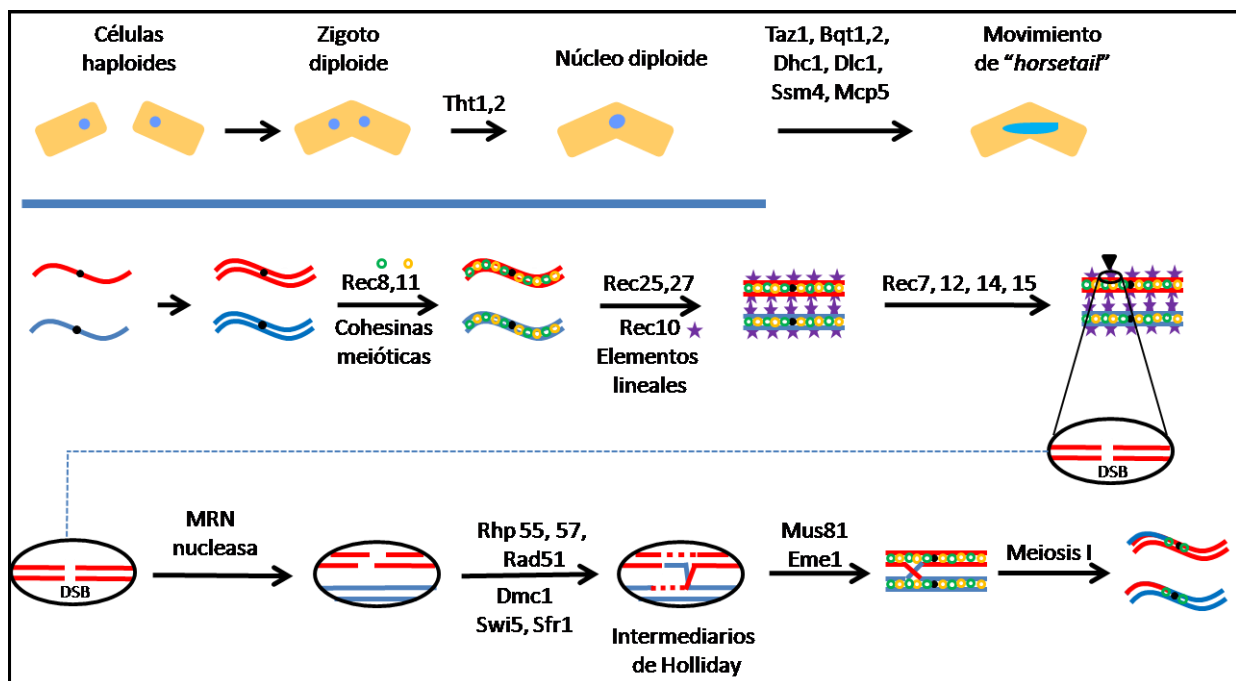 Células
haploides
Zigoto
diploide
Tht1,2
Núcleo diploide
Taz1, Bqt1,2,
Dhc1, Dlc1,
Ssm4, Mcp5
Movimiento
de “horsetail”
Rec8,11
Cohesinas
meióticas
Rec25,27
Rec10
Elementos
lineales
Rec7, 12, 14, 15
DSB
DSB
MRN
nucleasa
Rhp 55, 57,
Rad51
Dmc1
Swi5, Sfr1
Intermediarios
de Holliday
Mus81
Eme1
Meiosis I